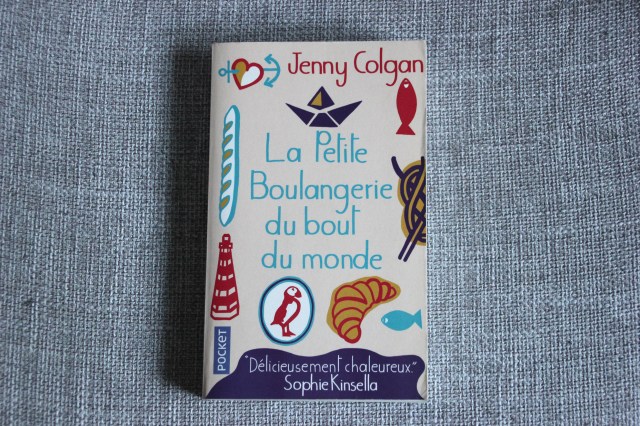 Jenny Colgan
La Petite
Boulangerie
du bout
du monde
POCKET
"Délicieusement chaleureux."
Sophie Kinsella